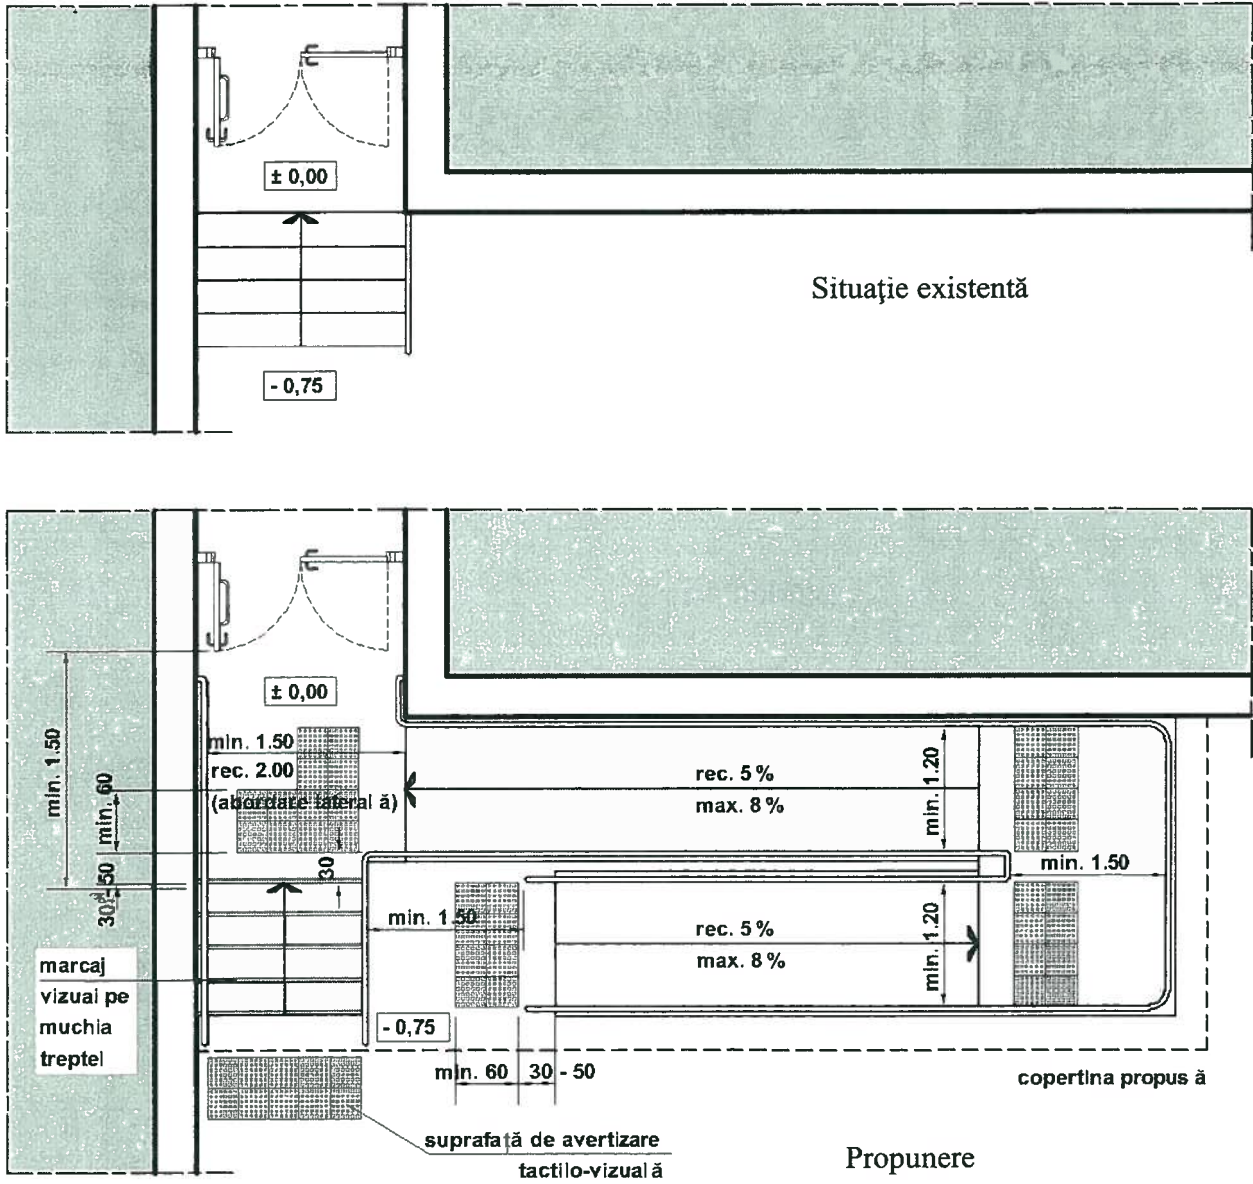 ± 0,00
Situaţie existentă
- 0,75
± 0,00
min. 1.50
min. 1.50
rec. 2.00
(abordare laterală)
min. 60
30 - 50
30
rec. 5 %
max. 8 %
min. 1.20
min. 1.50
min. 1.50
rec. 5 %
max. 8 %
min. 1.20
marcaj
vizual pe
muchia
treptei
- 0,75
min. 60
30 - 50
copertina propusă
suprafaţă de avertizare
tactilo-vizuală
Propunere